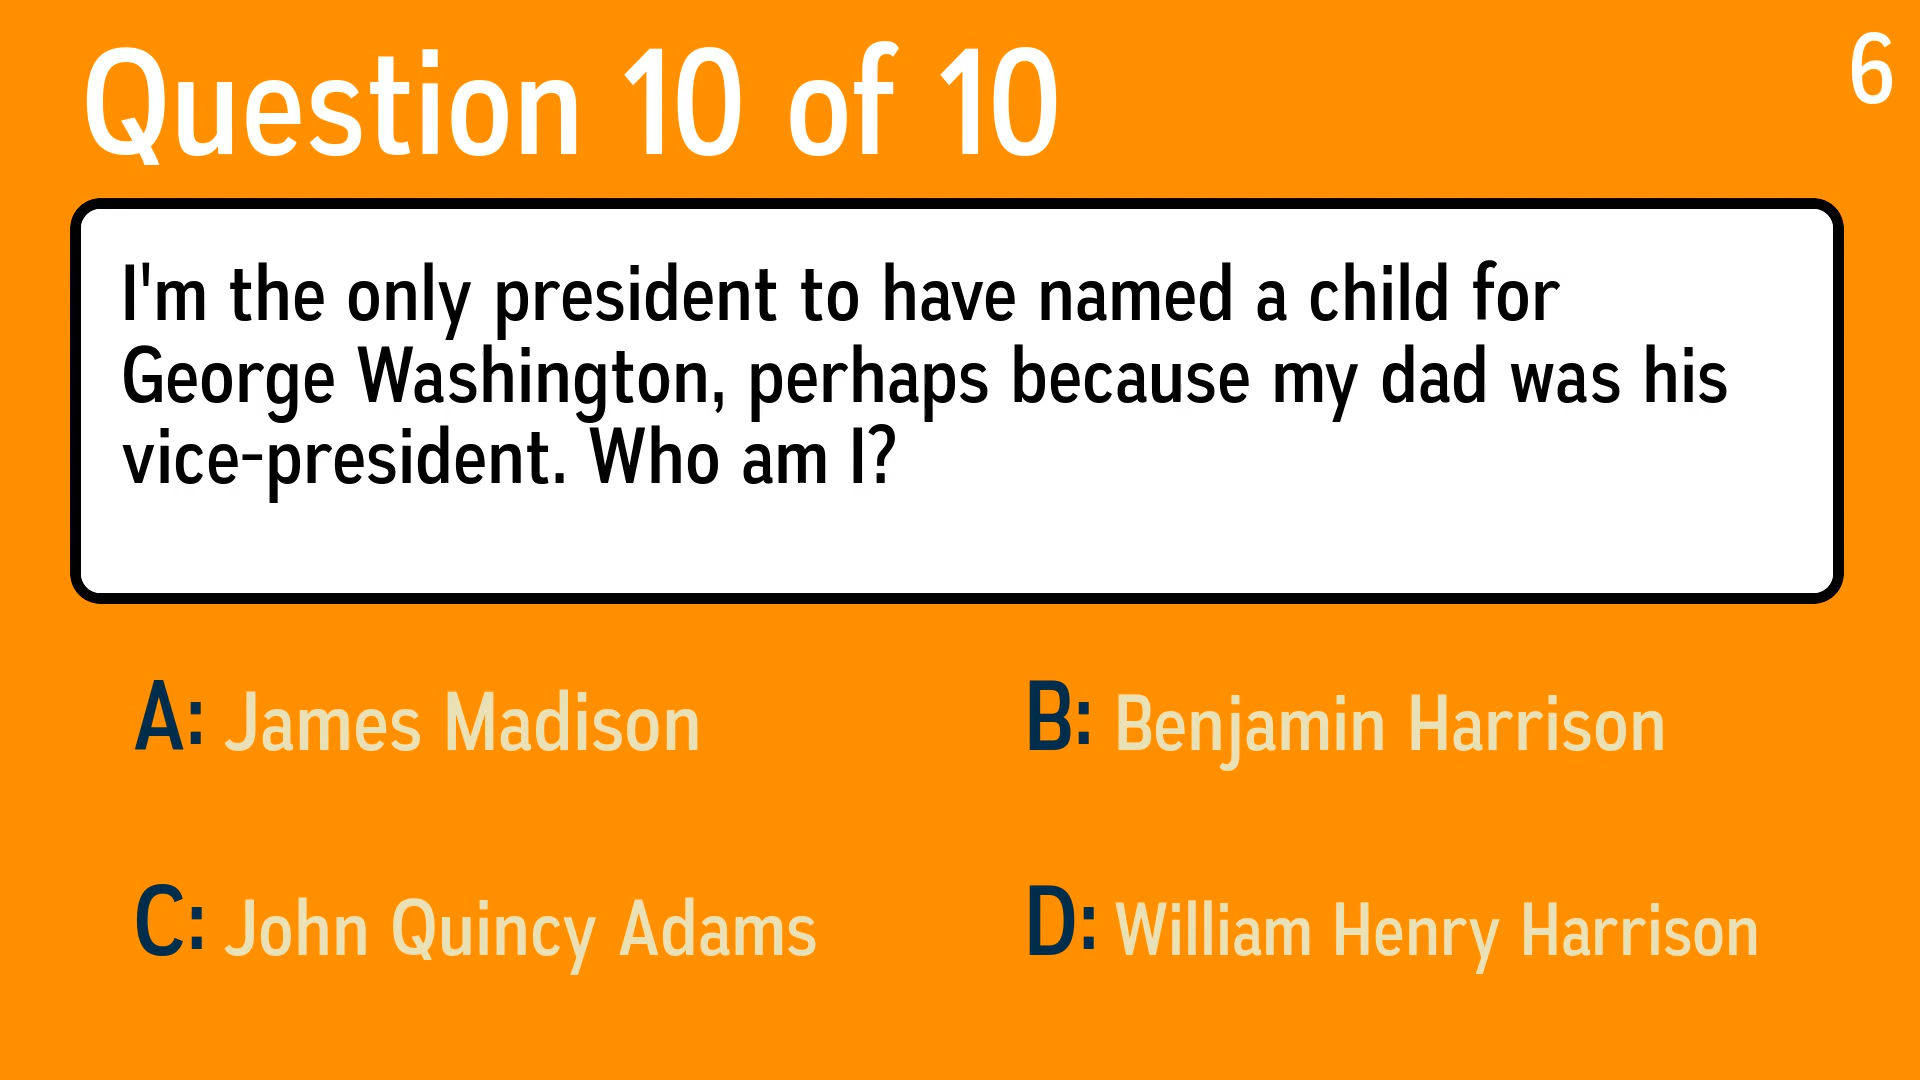 Question 10 of 10
6
I'm the only president to have named a child for
George Washington, perhaps because my dad was his
vice-president. Who am I?
A: James Madison
B: Benjamin Harrison
C: John Quincy Adams
D: William Henry Harrison